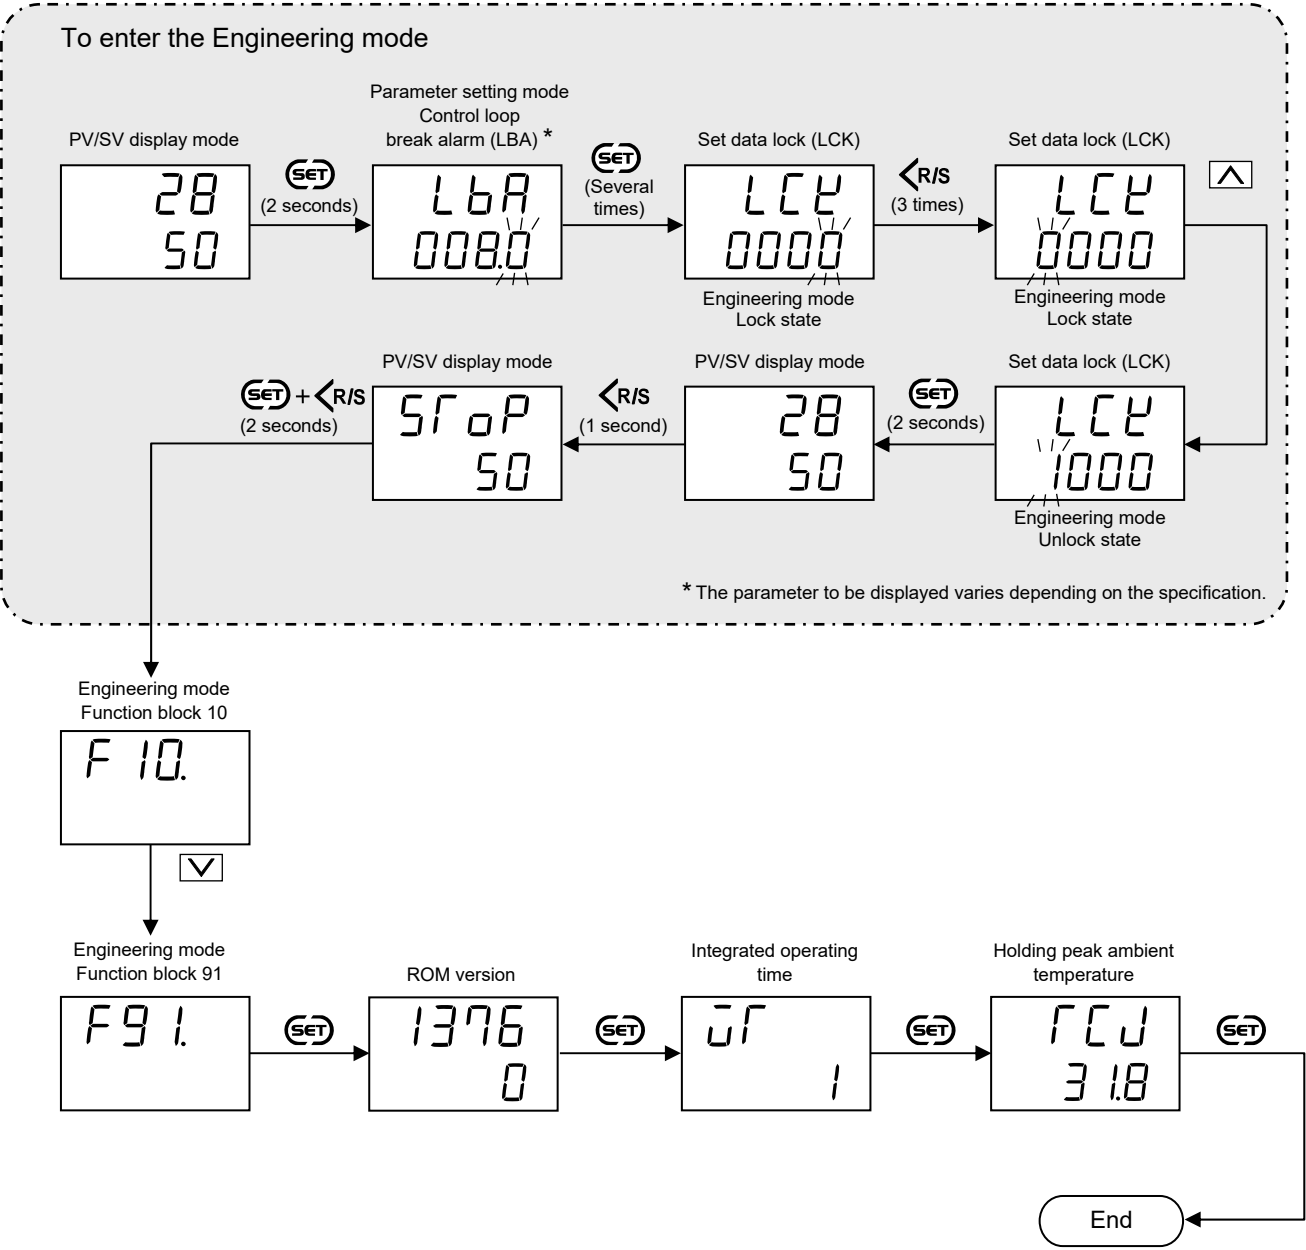 To enter the Engineering mode
PV/SV display mode
28
50
SET
(2 seconds)
Parameter setting mode
Control loop
break alarm (LBA) *
LbA
008.0
SET
(Several
times)
Set data lock (LCK)
LCK
0000
Engineering mode
Lock state
<R/S
(3 times)
Set data lock (LCK)
LCK
0000
Engineering mode
Lock state
Set data lock (LCK)
LCK
1000
Engineering mode
Unlock state
SET
(2 seconds)
PV/SV display mode
28
50
<R/S
(1 second)
PV/SV display mode
SToP
50
SET + <R/S
(2 seconds)
* The parameter to be displayed varies depending on the specification.
Engineering mode
Function block 10
F 10.
Engineering mode
Function block 91
F91.
SET
ROM version
1376
0
SET
Integrated operating
time
1
SET
Holding peak ambient
temperature
TCJ
31.8
SET
End